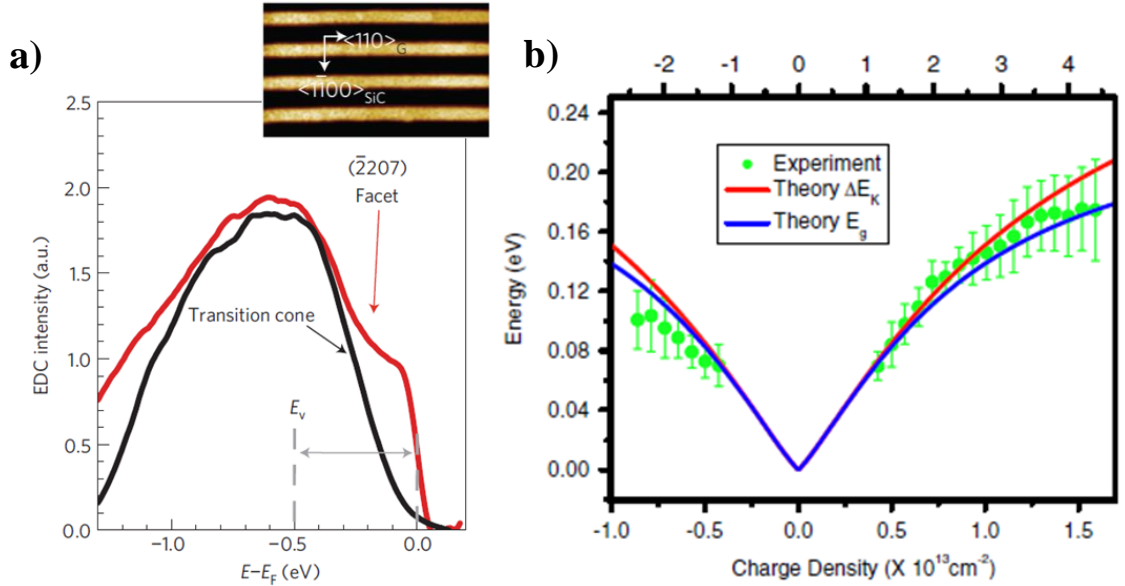 a)
<110>G
<1̅100>SiC
2.5
2.0
1.5
1.0
0.5
0.0
EDC intensity (a.u.)
(2̅207)
Facet
Transition cone
Ev
−1.0
−0.5
0.0
E−EF (eV)
b)
-2 -1 0 1 2 3 4
0.24
0.20
0.16
0.12
0.08
0.04
0.00
Energy (eV)
Experiment
Theory ΔEK
Theory Eg
-1.0 -0.5 0.0 0.5 1.0 1.5
Charge Density (X 10¹³cm⁻²)